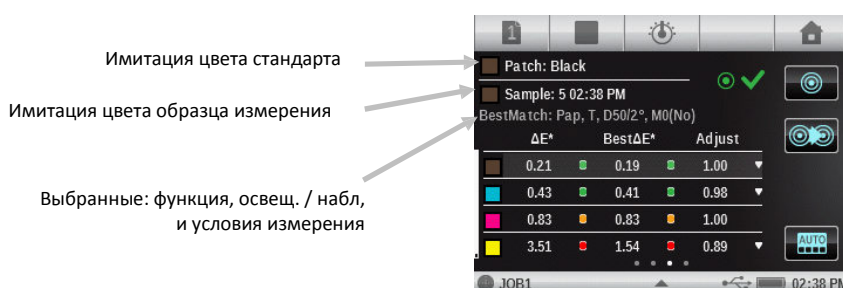 Имитация цвета стандарта
Имитация цвета образца измерения
Выбранные: функция, освещ. / набл,
и условия измерения
1
Patch: Black
Sample: 5 02:38 PM
BestMatch: Pap, T, D50/2°, M0(No)
ΔE* BestΔE* Adjust
0.21 0.19 1.00
0.43 0.41 0.98
0.83 0.83 1.00
3.51 1.54 0.89
AUTO
JOB1 02:38 PM